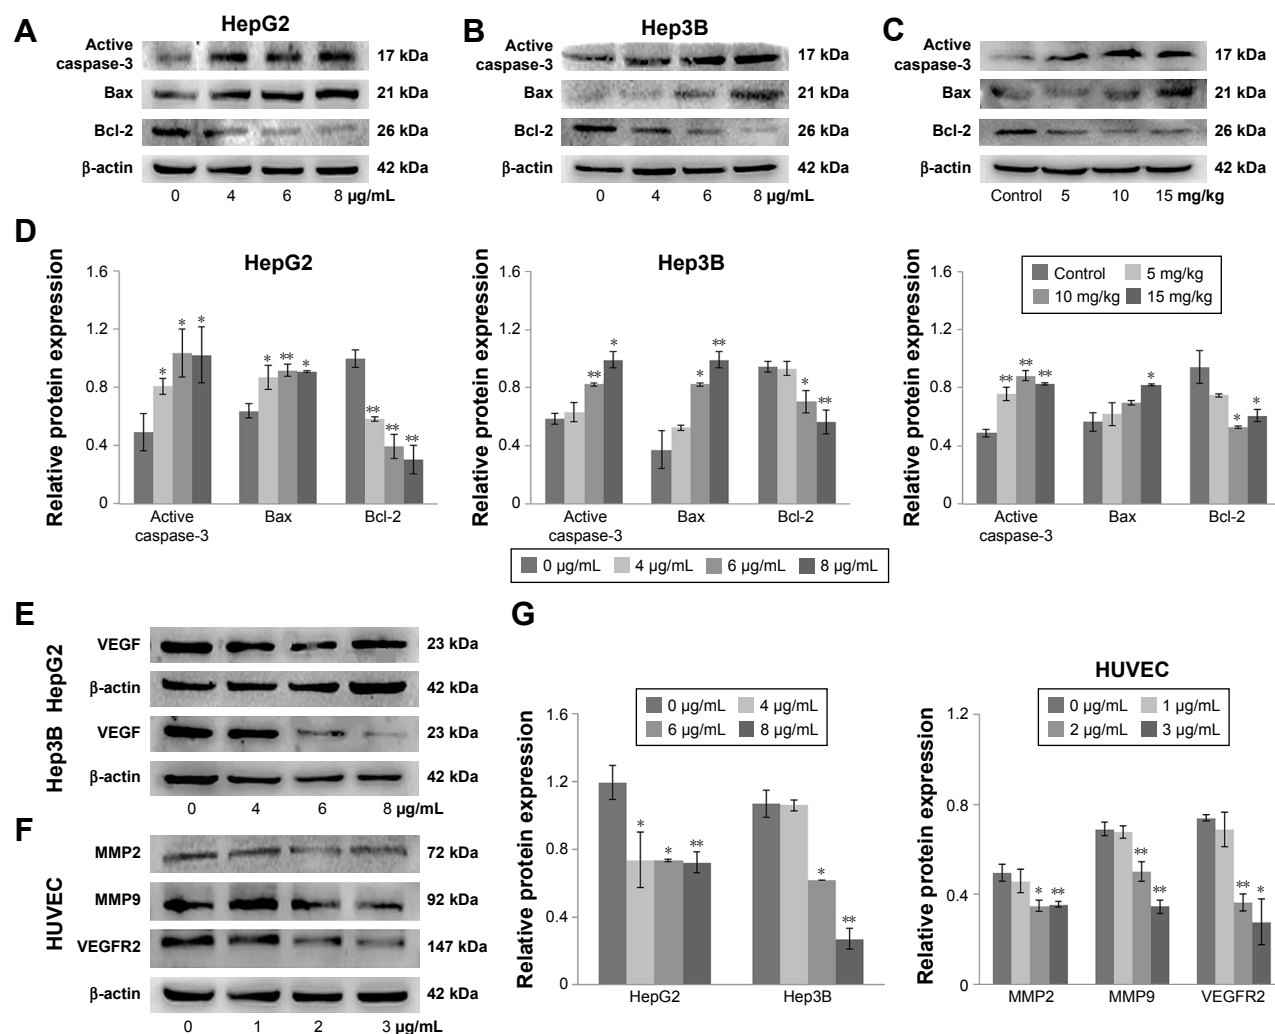 A
HepG2
Active caspase-3
17 kDa
Bax
21 kDa
Bcl-2
26 kDa
β-actin
42 kDa
0 4 6 8 µg/mL
B
Hep3B
Active caspase-3
17 kDa
Bax
21 kDa
Bcl-2
26 kDa
β-actin
42 kDa
0 4 6 8 µg/mL
C
Active caspase-3
17 kDa
Bax
21 kDa
Bcl-2
26 kDa
β-actin
42 kDa
Control 5 10 15 mg/kg
D
HepG2
Relative protein expression
1.6
1.2
0.8
0.4
0
* * *
* ** *
** ** **
Active caspase-3
Bax
Bcl-2
Hep3B
Relative protein expression
1.6
1.2
0.8
0.4
0
** *
* **
* **
Active caspase-3
Bax
Bcl-2
0 µg/mL 4 µg/mL 6 µg/mL 8 µg/mL
Relative protein expression
1.6
1.2
0.8
0.4
0
Control 5 mg/kg
10 mg/kg 15 mg/kg
** ** **
*
* *
Active caspase-3
Bax
Bcl-2
E
HepG2
VEGF
23 kDa
β-actin
42 kDa
Hep3B
VEGF
23 kDa
β-actin
42 kDa
0 4 6 8 µg/mL
F
HUVEC
MMP2
72 kDa
MMP9
92 kDa
VEGFR2
147 kDa
β-actin
42 kDa
0 1 2 3 µg/mL
G
Relative protein expression
1.6
1.2
0.8
0.4
0
0 µg/mL 4 µg/mL
6 µg/mL 8 µg/mL
* * **
* **
HepG2
Hep3B
HUVEC
Relative protein expression
1.2
0.8
0.4
0
0 µg/mL 1 µg/mL
2 µg/mL 3 µg/mL
* **
** **
** *
MMP2
MMP9
VEGFR2